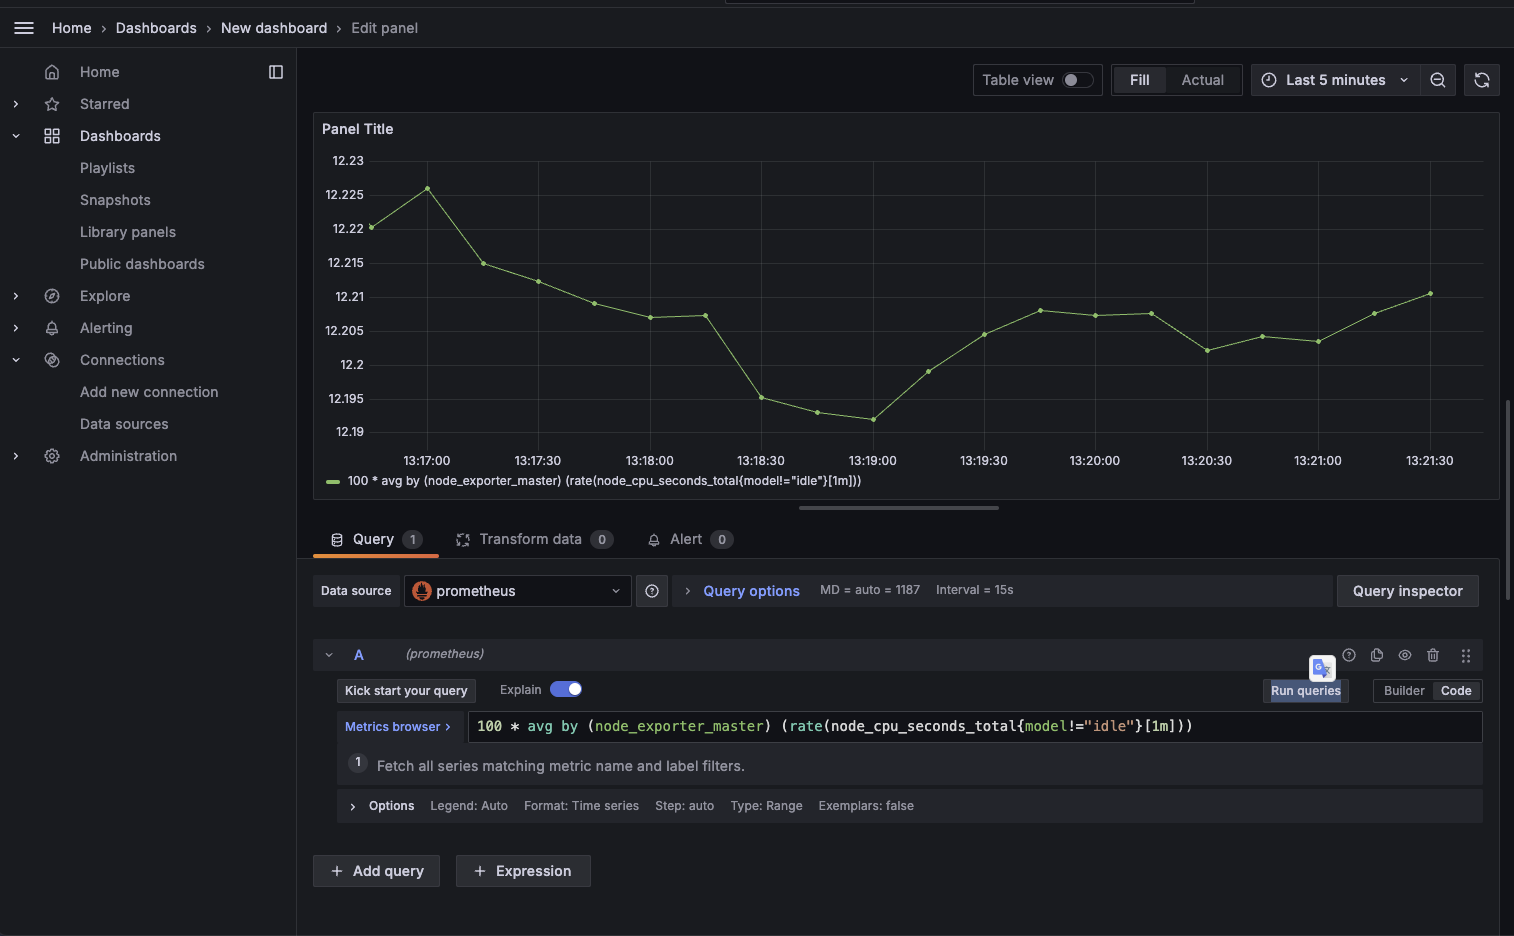 Home › Dashboards › New dashboard › Edit panel
Home
Starred
Dashboards
Playlists
Snapshots
Library panels
Public dashboards
Explore
Alerting
Connections
Add new connection
Data sources
Administration
Table view
Fill Actual
Last 5 minutes
Panel Title
12.23
12.225
12.22
12.215
12.21
12.205
12.2
12.195
12.19
13:17:00 13:17:30 13:18:00 13:18:30 13:19:00 13:19:30 13:20:00 13:20:30 13:21:00 13:21:30
100 * avg by (node_exporter_master) (rate(node_cpu_seconds_total{model!="idle"}[1m]))
Query 1 Transform data 0 Alert 0
Data source prometheus Query options MD = auto = 1187 Interval = 15s Query inspector
A (prometheus)
Kick start your query Explain Run queries Builder Code
Metrics browser > 100 * avg by (node_exporter_master) (rate(node_cpu_seconds_total{model!="idle"}[1m]))
1 Fetch all series matching metric name and label filters.
Options Legend: Auto Format: Time series Step: auto Type: Range Exemplars: false
+ Add query + Expression